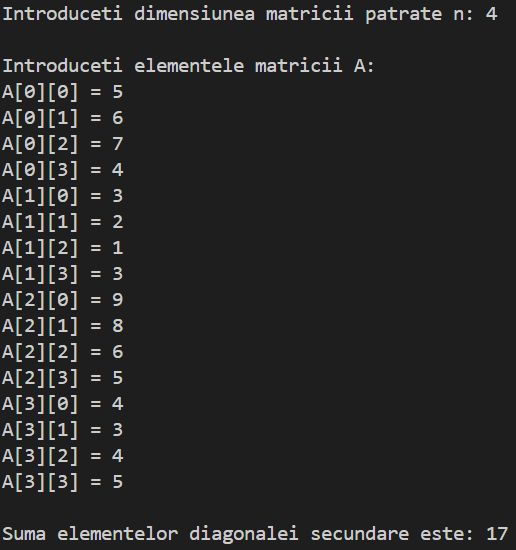 Introduceti dimensiunea matricii patrate n: 4
Introduceti elementele matricii A:
A[0][0] = 5
A[0][1] = 6
A[0][2] = 7
A[0][3] = 4
A[1][0] = 3
A[1][1] = 2
A[1][2] = 1
A[1][3] = 3
A[2][0] = 9
A[2][1] = 8
A[2][2] = 6
A[2][3] = 5
A[3][0] = 4
A[3][1] = 3
A[3][2] = 4
A[3][3] = 5
Suma elementelor diagonalei secundare este: 17